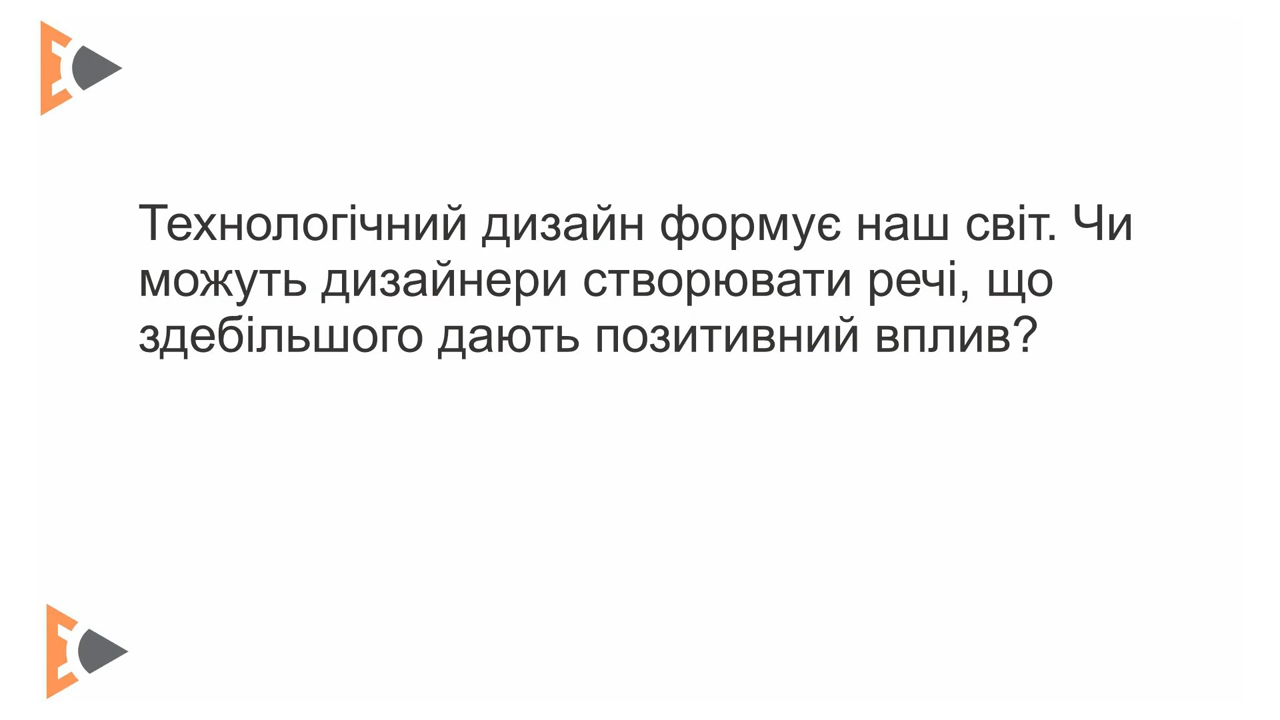 Технологічний дизайн формує наш світ. Чи
можуть дизайнери створювати речі, що
здебільшого дають позитивний вплив?